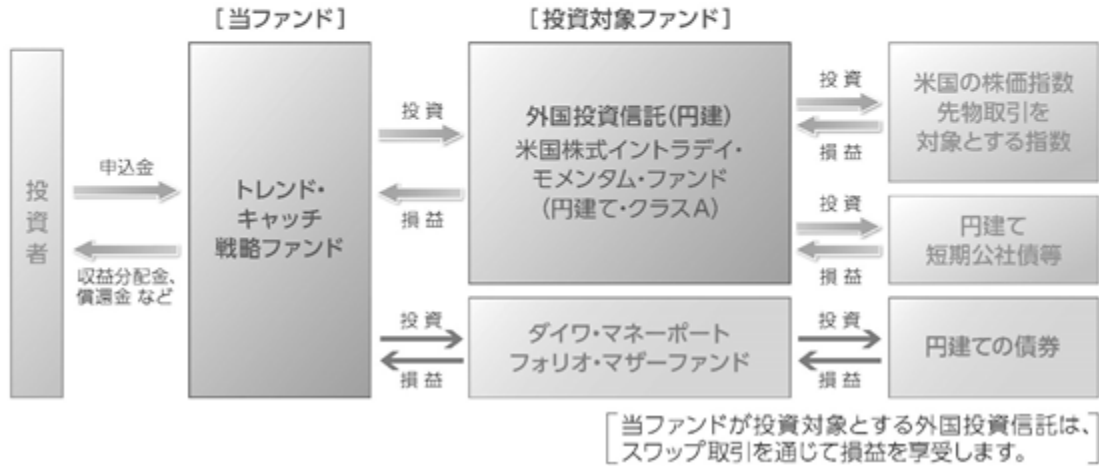 [当ファンド]
[投資対象ファンド]
投資者
申込金
収益分配金、
償還金 など
トレンド・
キャッチ
戦略ファンド
投 資
損 益
外国投資信託(円建)
米国株式イントラデイ・
モメンタム・ファンド
(円建て・クラスA)
投 資
損 益
米国の株価指数
先物取引を
対象とする指数
投 資
損 益
円建て
短期公社債等
投 資
損 益
ダイワ・マネーポート
フォリオ・マザーファンド
投 資
損 益
円建ての債券
当ファンドが投資対象とする外国投資信託は、
スワップ取引を通じて損益を享受します。